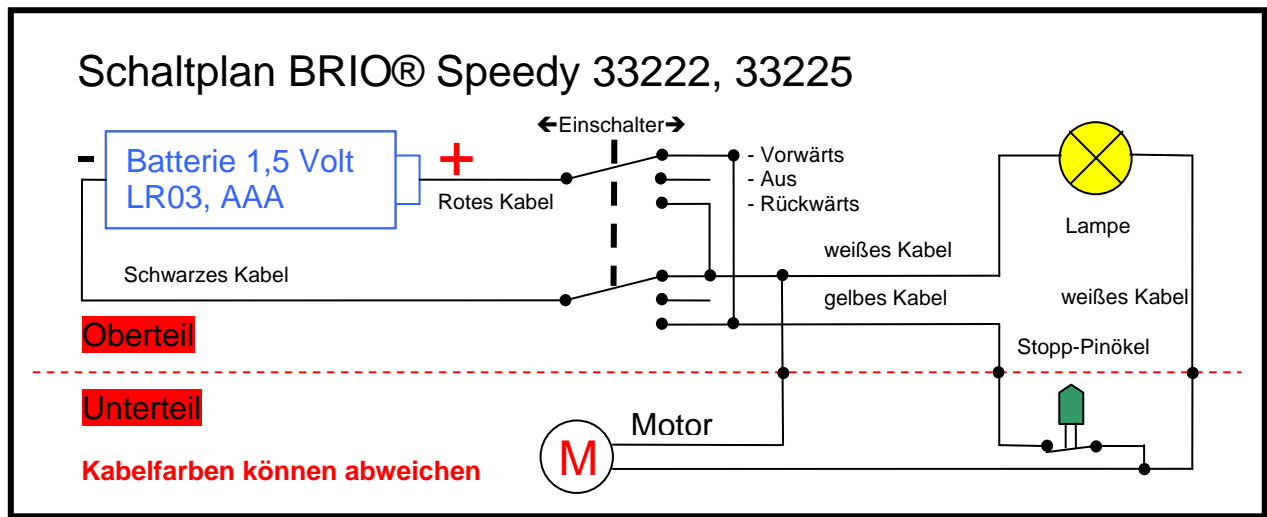 Schaltplan BRIO® Speedy 33222, 33225
←Einschalter→
-
Batterie 1,5 Volt
LR03, AAA
+
Rotes Kabel
- Vorwärts
- Aus
- Rückwärts
Lampe
Schwarzes Kabel
weißes Kabel
gelbes Kabel
weißes Kabel
Oberteil
Stopp-Pinökel
Unterteil
Motor
M
Kabelfarben können abweichen